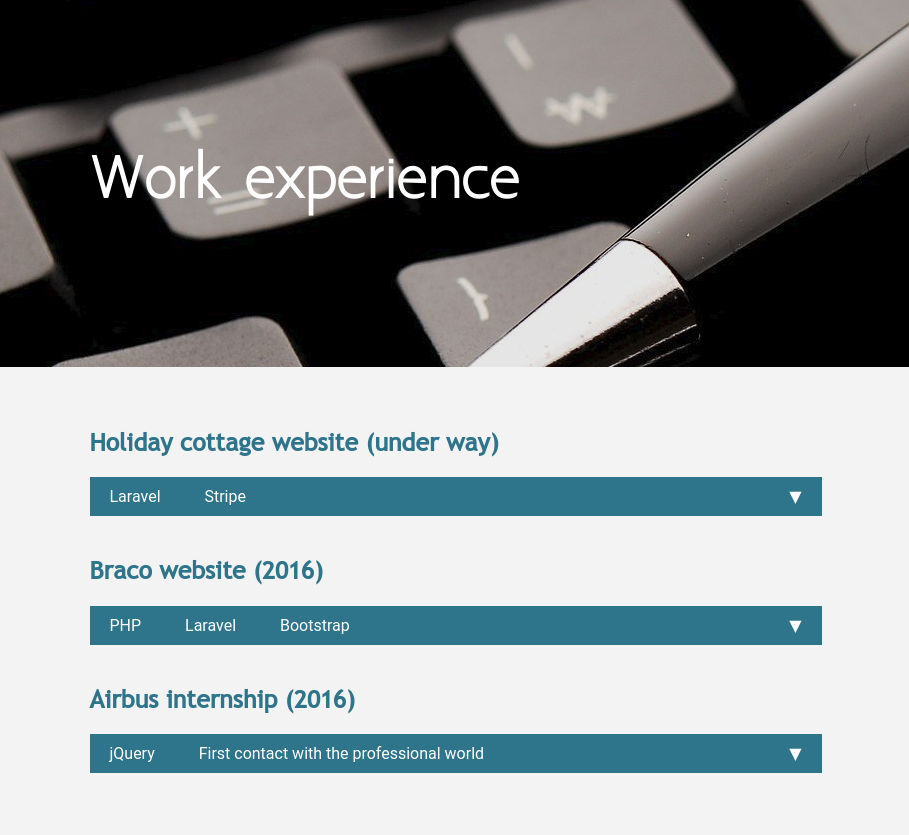 Work experience
Holiday cottage website (under way)
Laravel Stripe ▼
Braco website (2016)
PHP Laravel Bootstrap ▼
Airbus internship (2016)
jQuery First contact with the professional world ▼